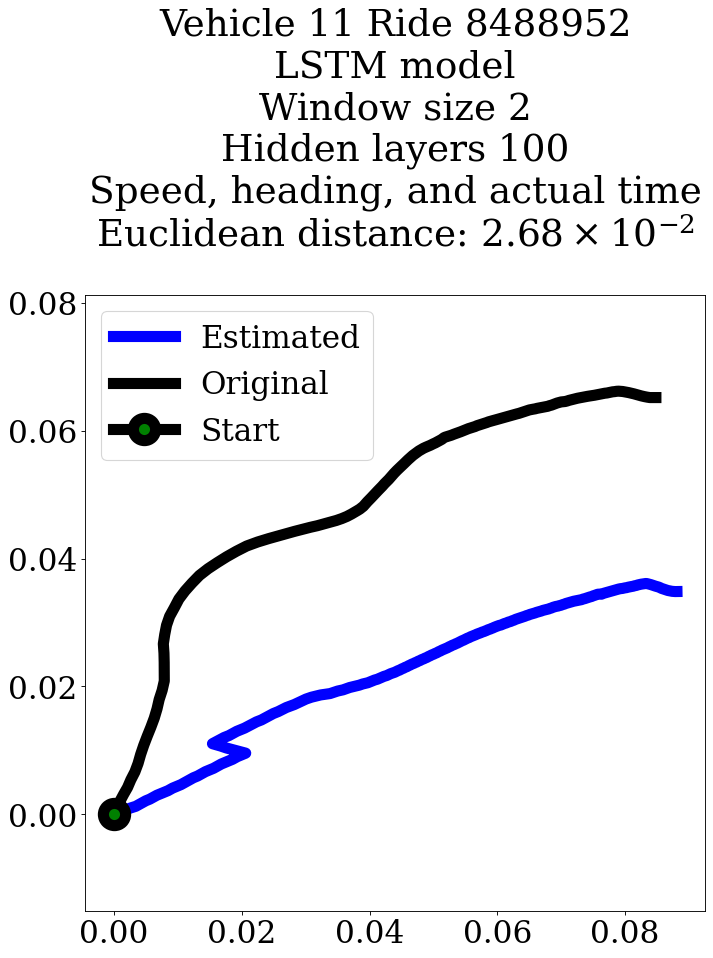 Vehicle 11 Ride 8488952
LSTM model
Window size 2
Hidden layers 100
Speed, heading, and actual time
Euclidean distance: 2.68 × 10⁻²
0.08
0.06
0.04
0.02
0.00
Estimated
Original
Start
0.00 0.02 0.04 0.06 0.08